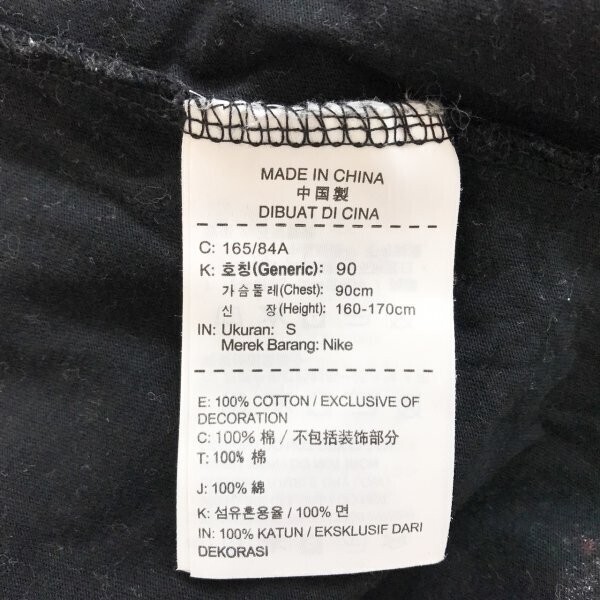 MADE IN CHINA
中国製
DIBUAT DI CINA
C: 165/84A
K: 호칭(Generic): 90
가슴둘레(Chest): 90cm
신 장(Height): 160-170cm
IN: Ukuran: S
Merek Barang: Nike
E: 100% COTTON / EXCLUSIVE OF
DECORATION
C: 100% 棉 / 不包括装饰部分
T: 100% 棉
J: 100% 綿
K: 섬유혼용율 / 100% 면
IN: 100% KATUN / EKSKLUSIF DARI
DEKORASI